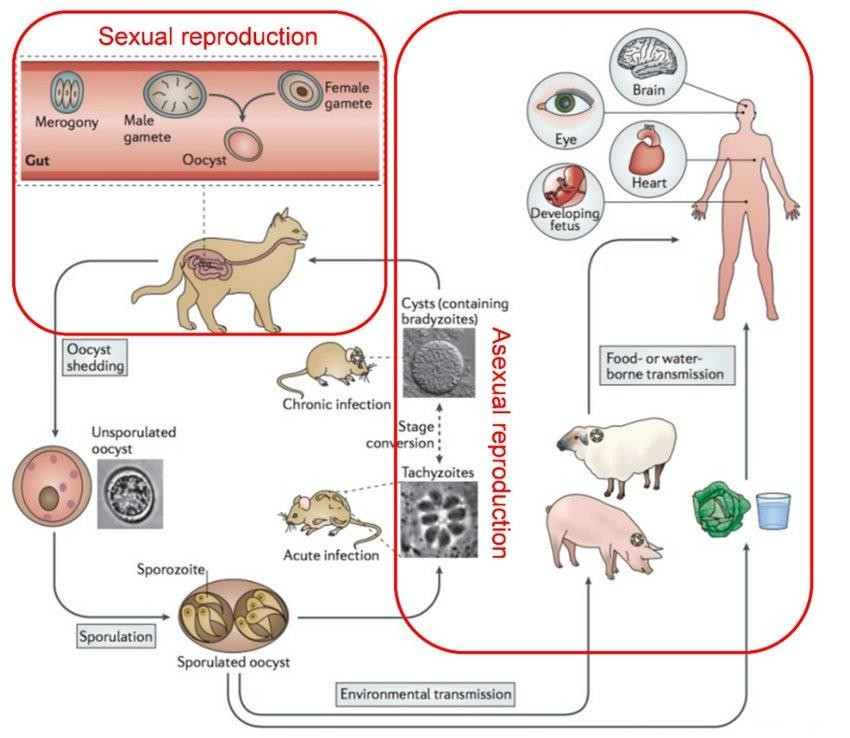 Sexual reproduction
Merogony
Male
gamete
Female
gamete
Oocyst
Gut
Brain
Eye
Heart
Developing
fetus
Oocyst
shedding
Cysts (containing
bradyzoites)
Chronic infection
Stage
conversion
Tachyzoites
Acute infection
Asexual reproduction
Food- or water-
borne transmission
Unsporulated
oocyst
Sporozoite
Sporulation
Sporulated oocyst
Environmental transmission